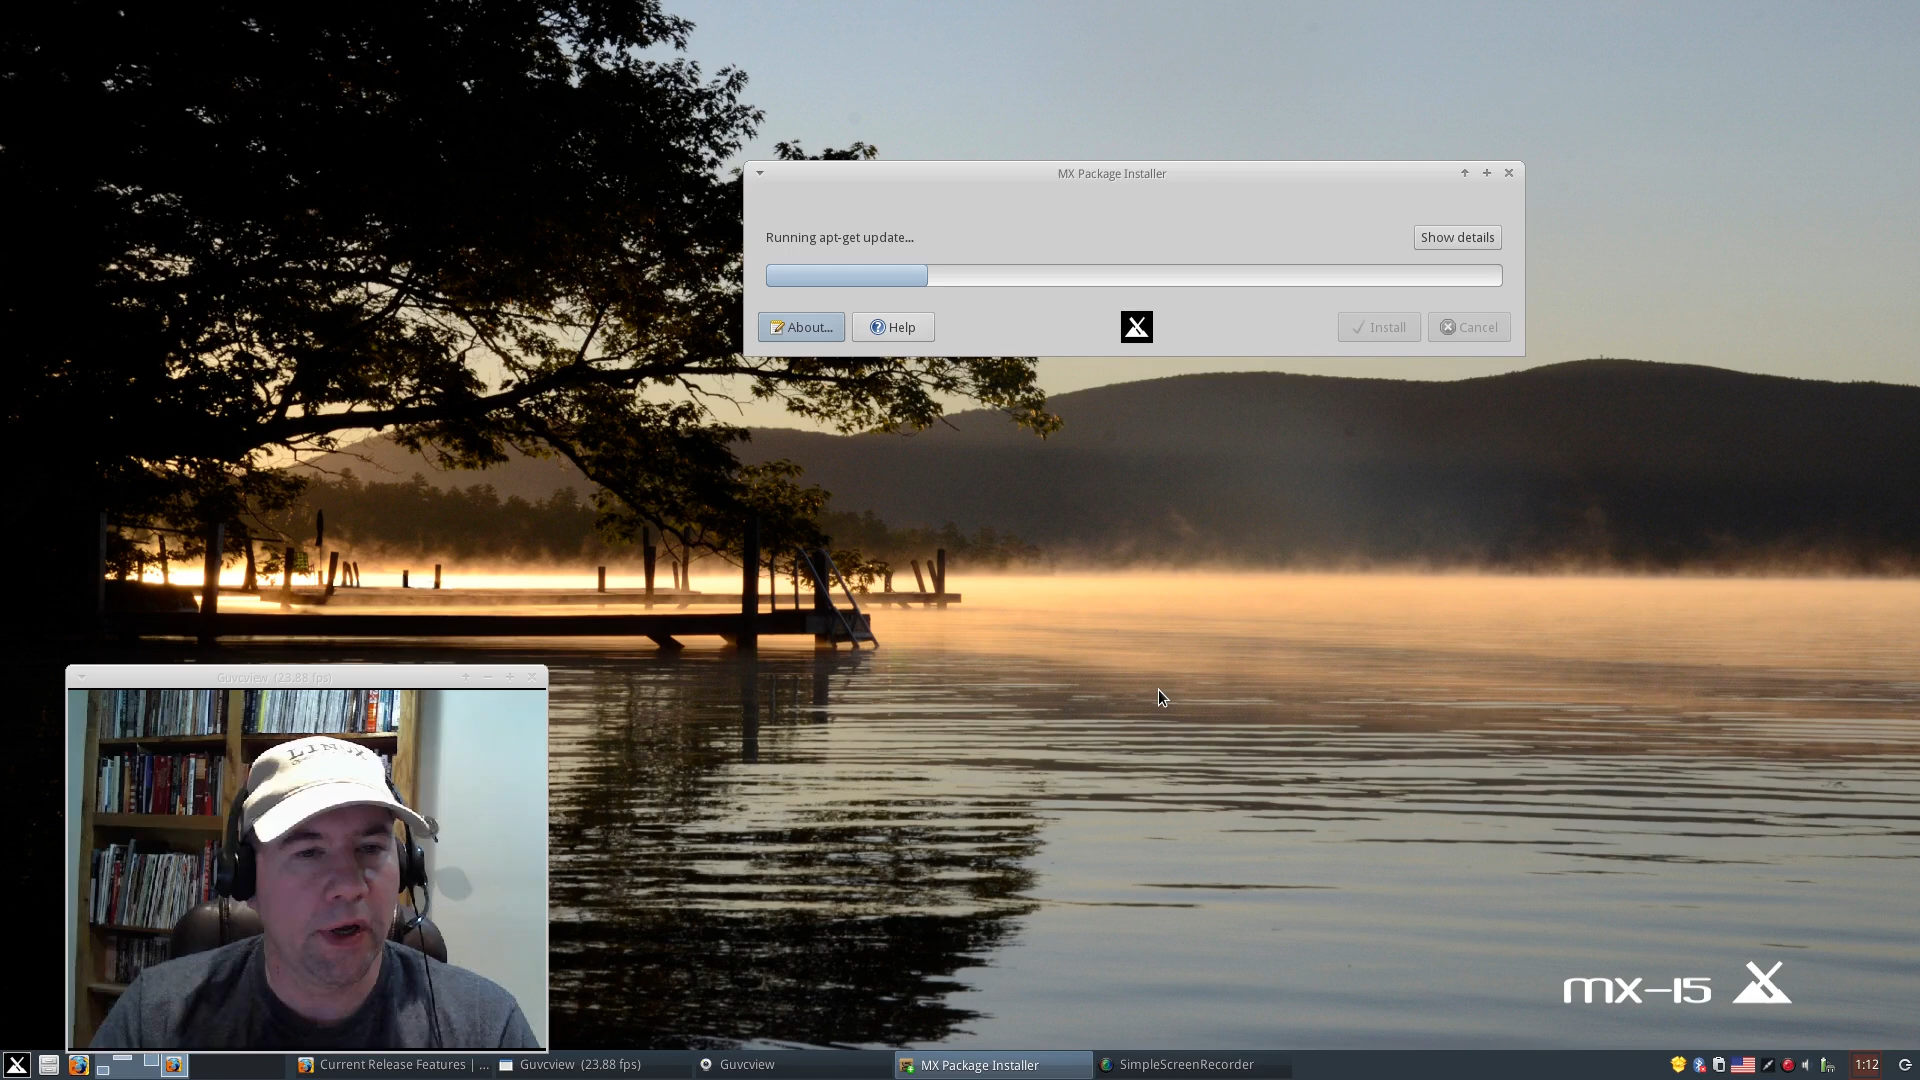 MX Package Installer
Running apt-get update...
Show details
About...
Help
Install
Cancel
Guvcview (23.88 fps)
mx-15
Current Release Features | ...
Guvcview (23.88 fps)
Guvcview
MX Package Installer
SimpleScreenRecorder
1:12